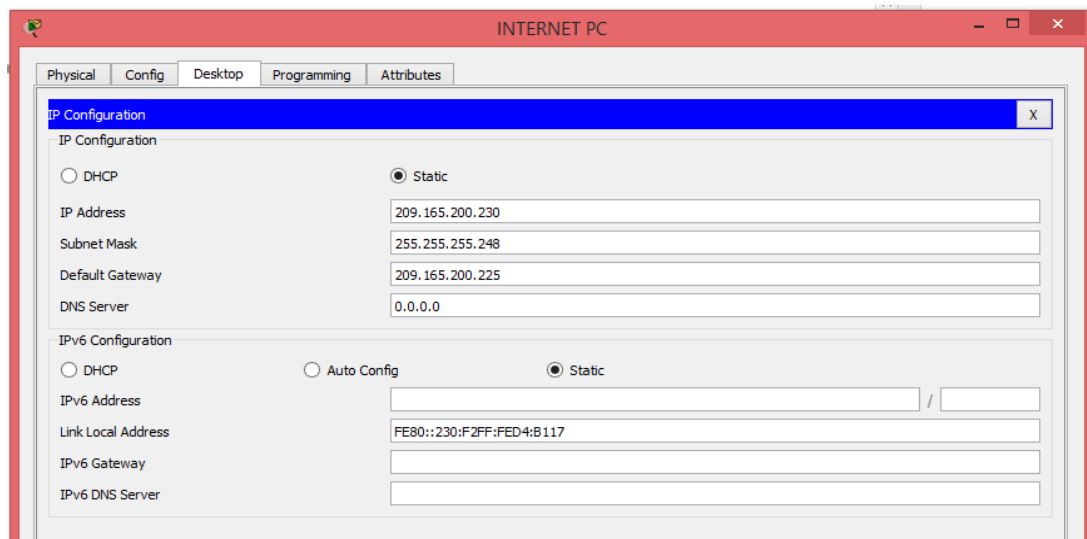 INTERNET PC
Physical Config Desktop Programming Attributes
IP Configuration X
IP Configuration
DHCP Static
IP Address 209.165.200.230
Subnet Mask 255.255.255.248
Default Gateway 209.165.200.225
DNS Server 0.0.0.0
IPv6 Configuration
DHCP Auto Config Static
IPv6 Address /
Link Local Address FE80::230:F2FF:FED4:B117
IPv6 Gateway
IPv6 DNS Server